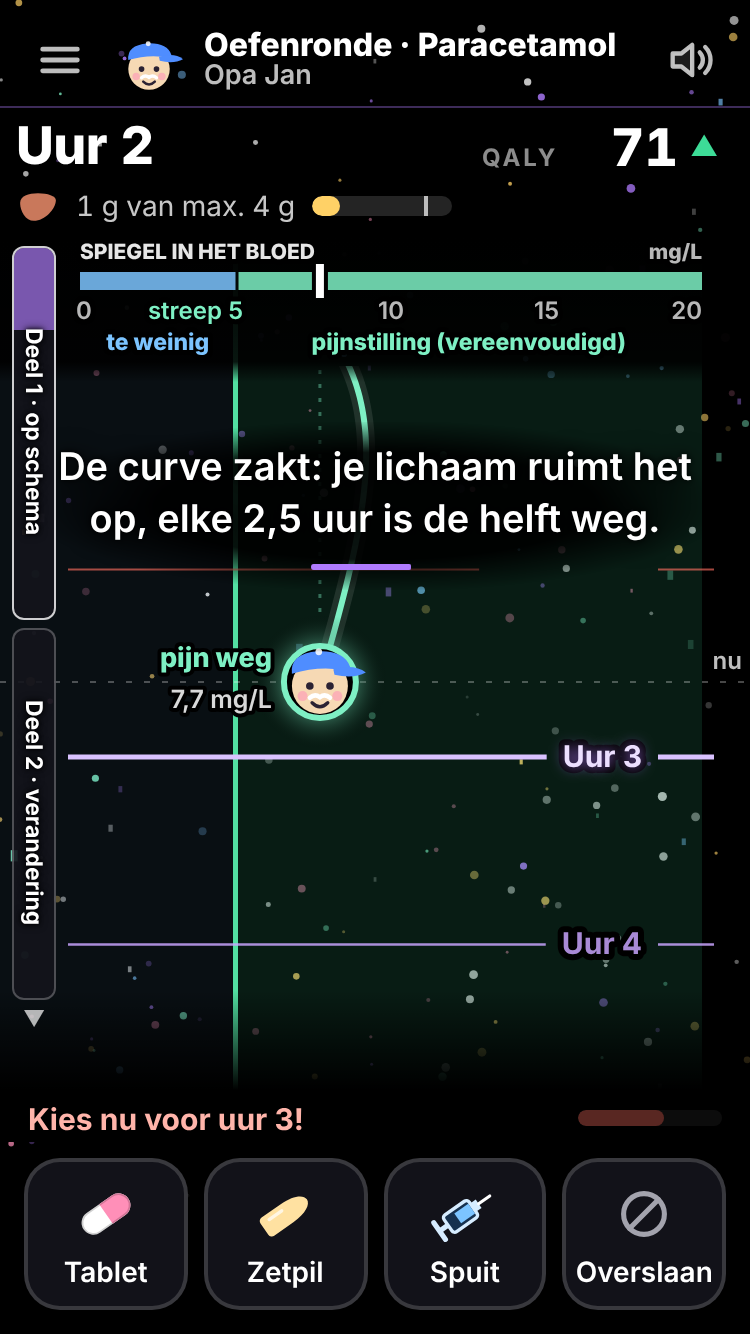 Oefenronde · Paracetamol
Opa Jan
Uur 2
QALY
71
1 g van max. 4 g
SPIEGEL IN HET BLOED
mg/L
0
streep 5
10
15
20
te weinig
pijnstilling (vereenvoudigd)
Deel 1 · op schema
De curve zakt: je lichaam ruimt het
op, elke 2,5 uur is de helft weg.
pijn weg
7,7 mg/L
nu
Deel 2 · verandering
Uur 3
Uur 4
Kies nu voor uur 3!
Tablet
Zetpil
Spuit
Overslaan